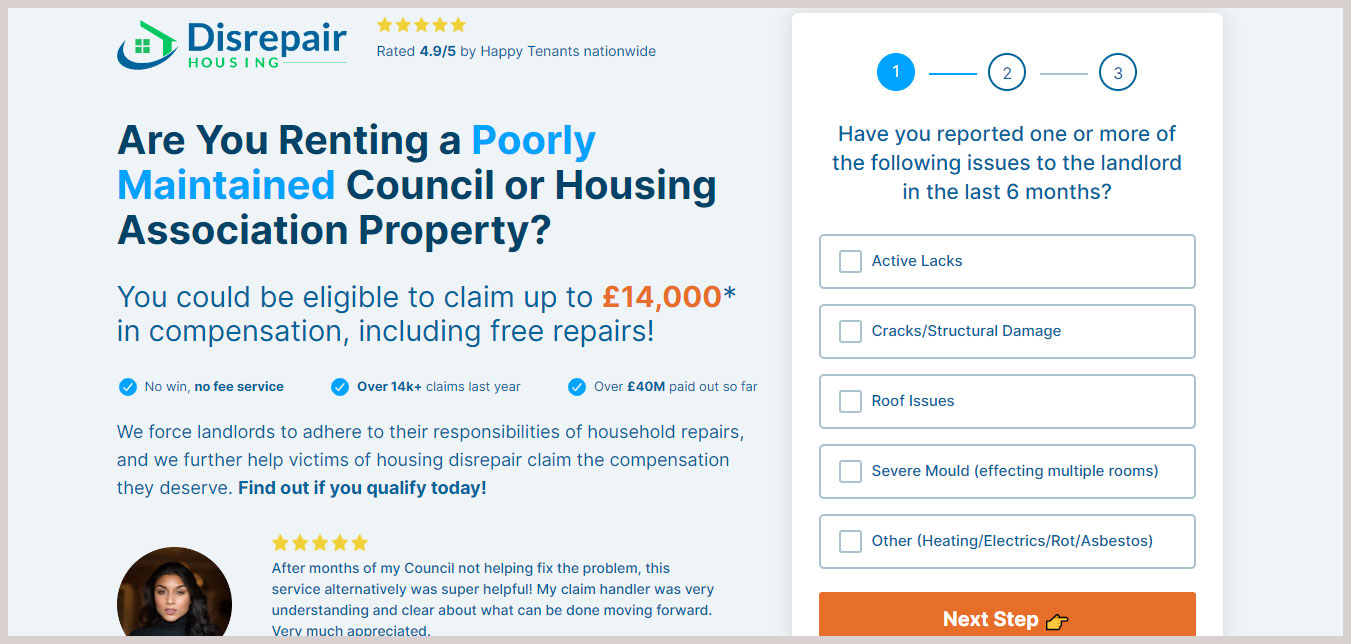 Disrepair
HOUSING
Rated 4.9/5 by Happy Tenants nationwide
Are You Renting a Poorly
Maintained Council or Housing
Association Property?
You could be eligible to claim up to £14,000*
in compensation, including free repairs!
No win, no fee service
Over 14k+ claims last year
Over £40M paid out so far
We force landlords to adhere to their responsibilities of household repairs,
and we further help victims of housing disrepair claim the compensation
they deserve. Find out if you qualify today!
After months of my Council not helping fix the problem, this
service alternatively was super helpful! My claim handler was very
understanding and clear about what can be done moving forward.
Very much appreciated.
1
2
3
Have you reported one or more of
the following issues to the landlord
in the last 6 months?
Active Lacks
Cracks/Structural Damage
Roof Issues
Severe Mould (effecting multiple rooms)
Other (Heating/Electrics/Rot/Asbestos)
Next Step 👉